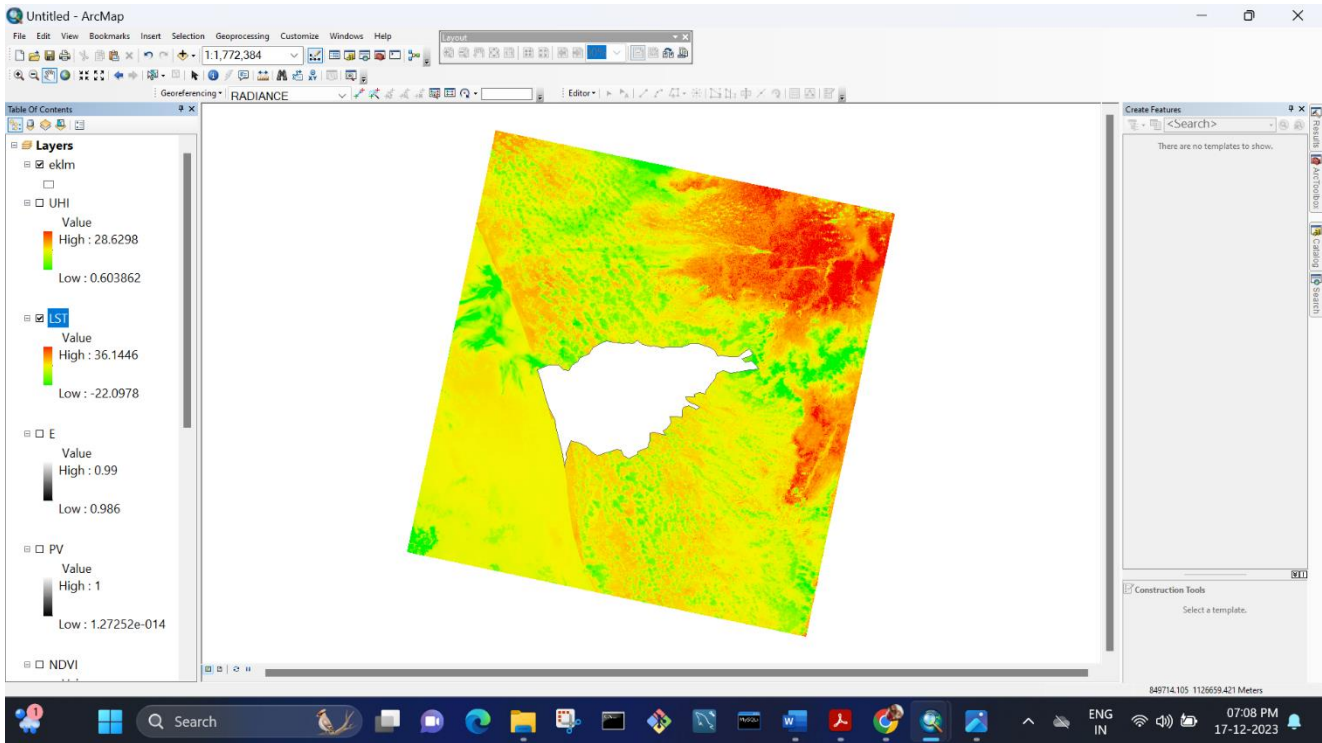 Untitled - ArcMap
File Edit View Bookmarks Insert Selection Geoprocessing Customize Windows Help
Layout
1:1,772,384
Georeferencing
RADIANCE
Editor
Table Of Contents
Layers
eklm
UHI
Value
High : 28.6298
Low : 0.603862
LST
Value
High : 36.1446
Low : -22.0978
E
Value
High : 0.99
Low : 0.986
PV
Value
High : 1
Low : 1.27252e-014
NDVI
Create Features
<Search>
There are no templates to show.
Construction Tools
Select a template.
Results
ArcToolbox
Catalog
Search
849714.105 1126659.421 Meters
1
Search
MySQL
ENG
IN
07:08 PM
17-12-2023